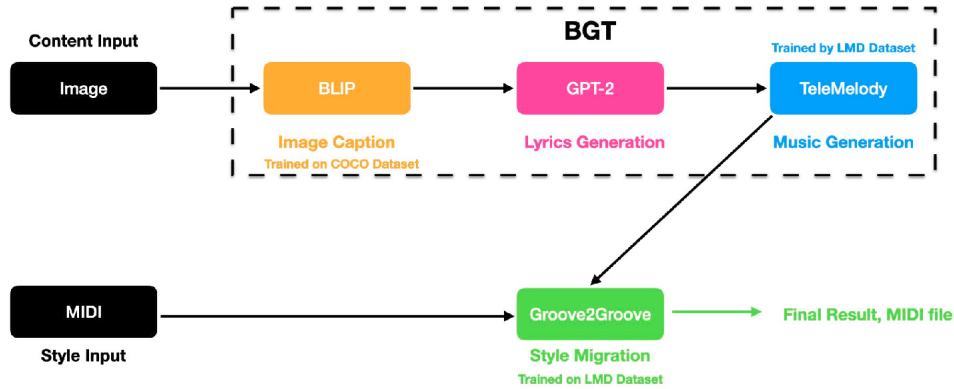 BGT
Content Input
Trained by LMD Dataset
Image
BLIP
GPT-2
TeleMelody
Image Caption
Lyrics Generation
Music Generation
Trained on COCO Dataset
MIDI
Groove2Groove
Final Result, MIDI file
Style Input
Style Migration
Trained on LMD Dataset